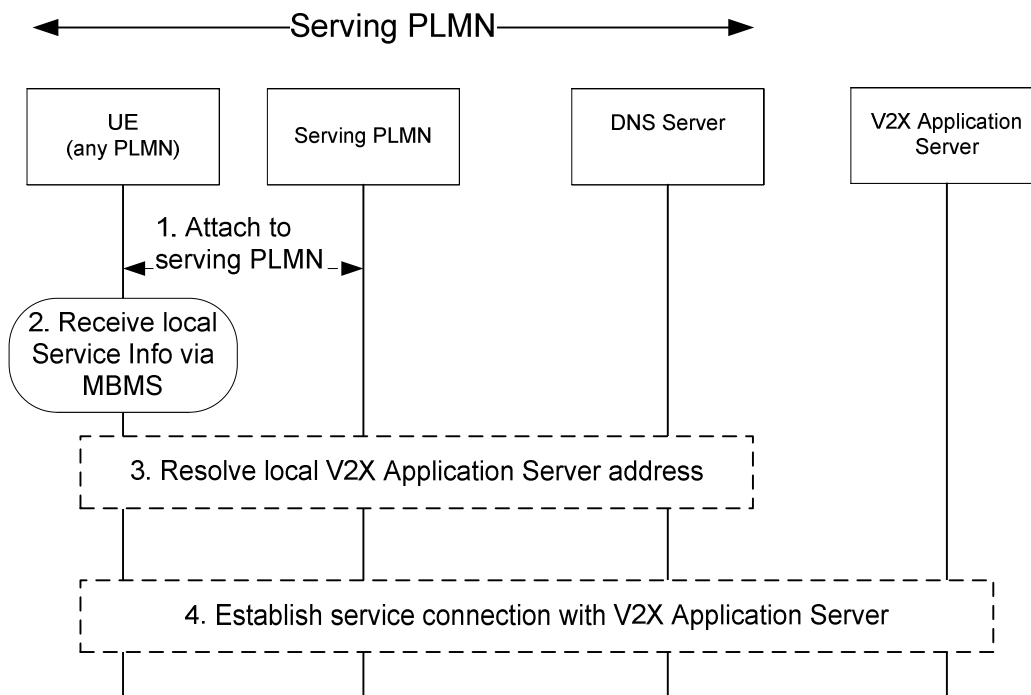 Serving PLMN
UE
(any PLMN)
Serving PLMN
DNS Server
V2X Application
Server
1. Attach to
serving PLMN
2. Receive local
Service Info via
MBMS
3. Resolve local V2X Application Server address
4. Establish service connection with V2X Application Server